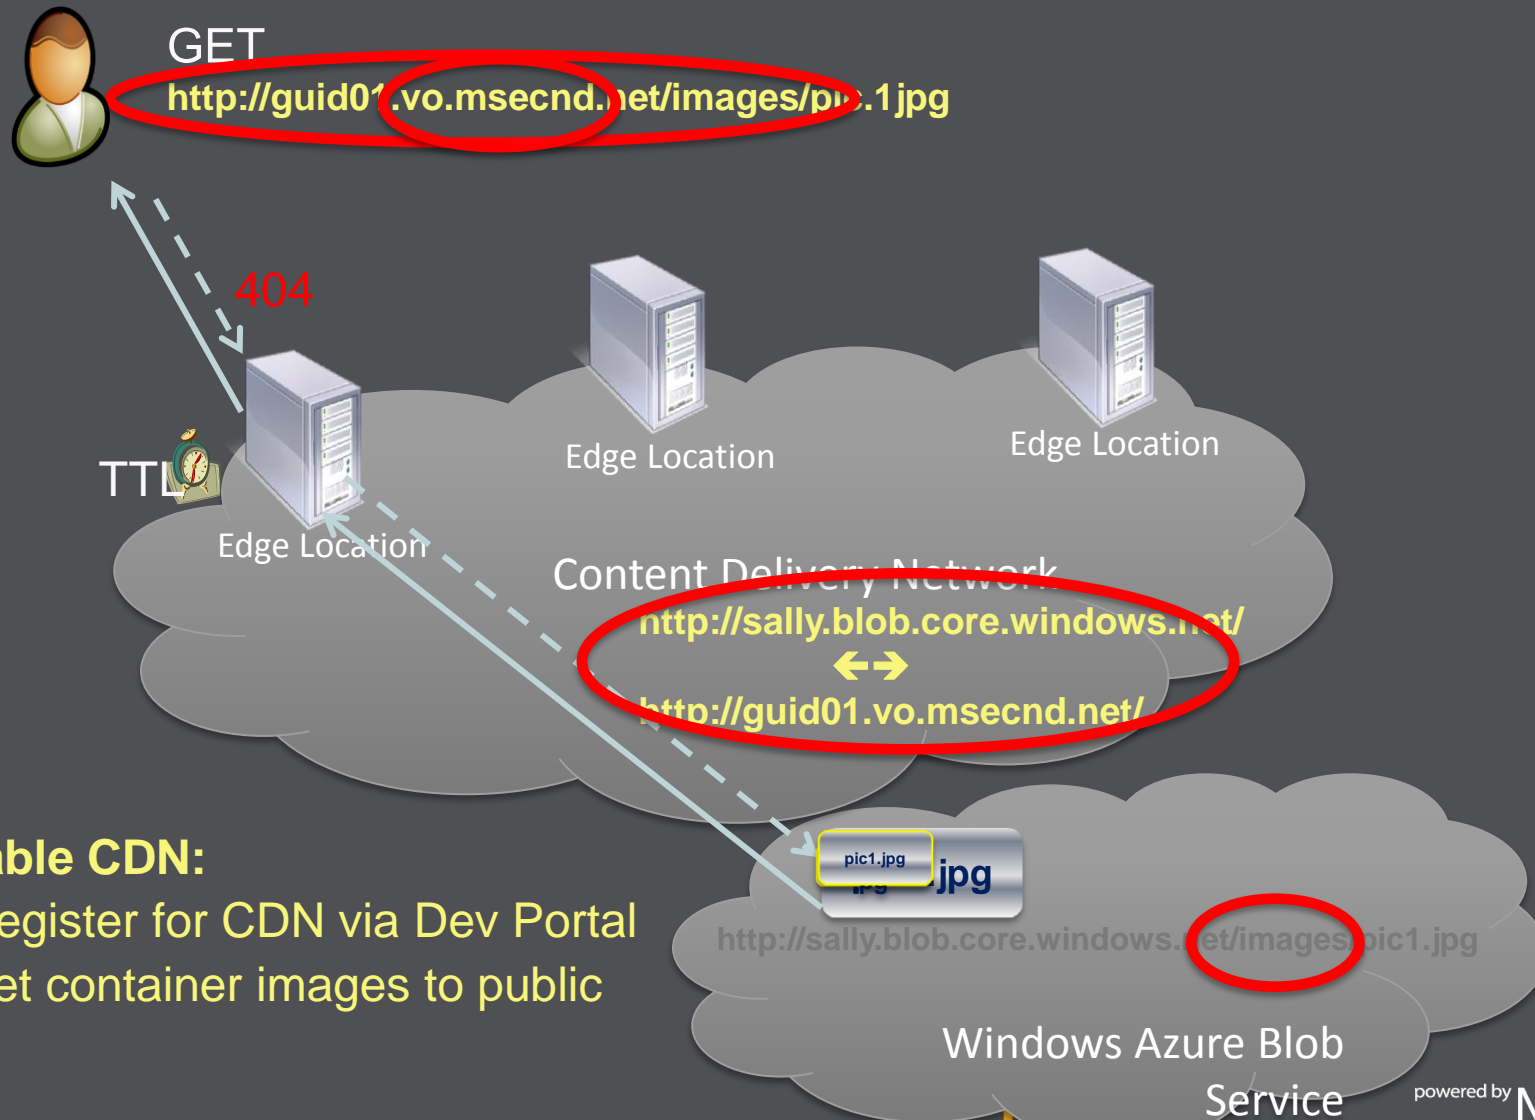 GET
http://guid01.vo.msecnd.net/images/pic.1jpg
404
Edge Location
Edge Location
TTL
Edge Location
Content Delivery Network
http://sally.blob.core.windows.net/
http://guid01.vo.msecnd.net/
pic1.jpg
jpg
able CDN:
egister for CDN via Dev Portal
et container images to public
http://sally.blob.core.windows.net/images/pic1.jpg
Windows Azure Blob
Service
powered by